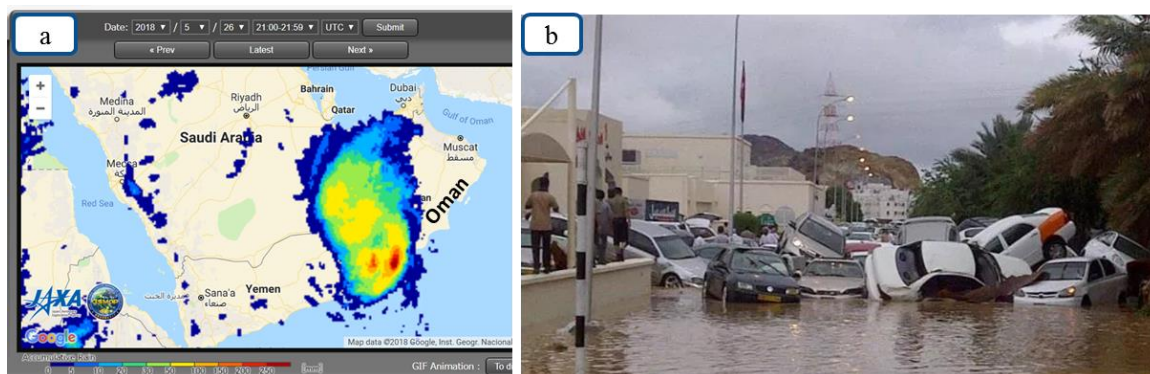 a
Date: 2018 / 5 / 26 21:00-21:59 UTC Submit
« Prev Latest Next »
+
−
Persian Gulf
Medina
المدينة المنورة
Riyadh
الرياض
Bahrain
Qatar
Dubai
دبي
Gulf of Oman
Muscat
مسقط
Saudi Arabia
Mecca
مكة
Oman
Red Sea
Sana'a
صنعاء
Yemen
JAXA
GSMaP
Google
Map data ©2018 Google, Inst. Geogr. Nacional
Accumulative Rain
0 5 10 20 30 50 100 150 200 250 [mm]
GIF Animation : To di
b